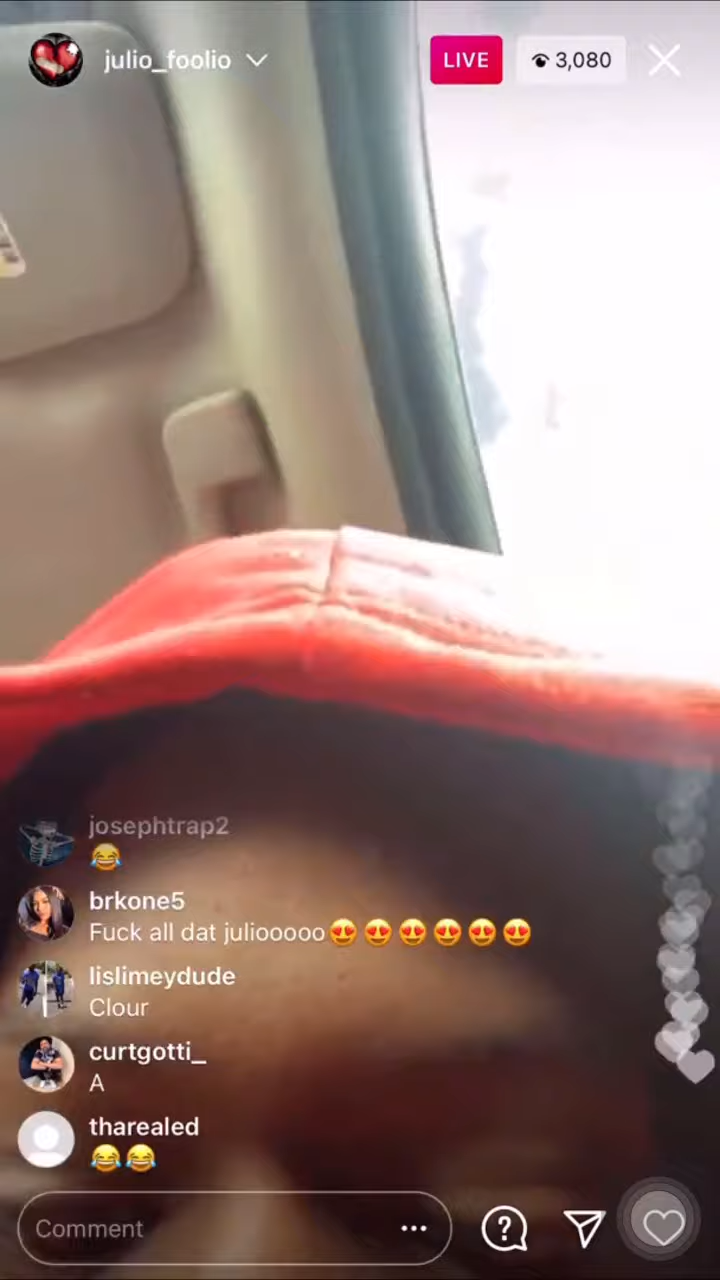 julio_foolio
LIVE
3,080
josephtrap2
😂
brkone5
Fuck all dat juliooooo😍😍😍😍😍😍
lislimeydude
Clour
curtgotti_
A
tharealed
😂😂
Comment